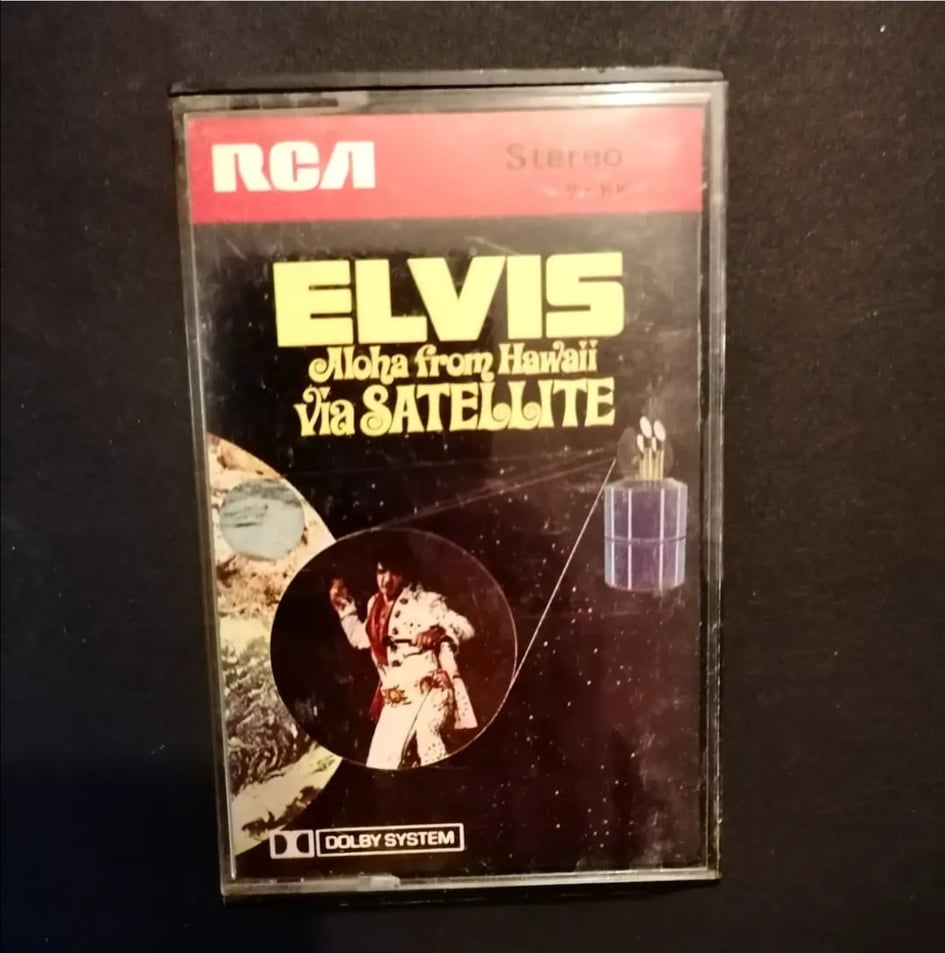 RCA
Stereo
ELVIS
Aloha from Hawaii
Via SATELLITE
DOLBY SYSTEM